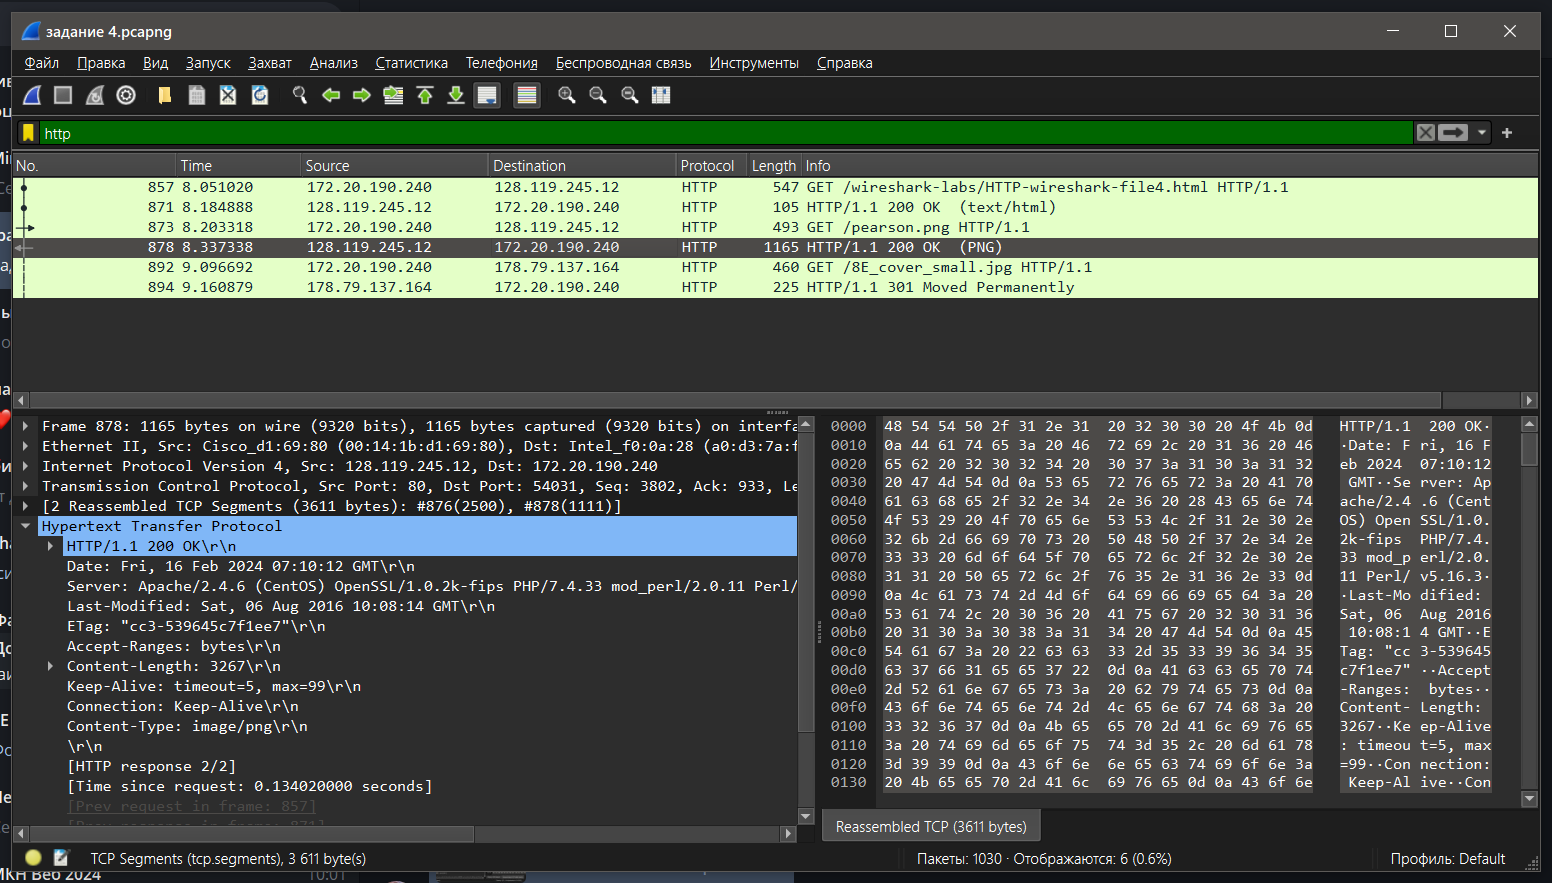 задание 4.pcapng
Файл Правка Вид Запуск Захват Анализ Статистика Телефония Беспроводная связь Инструменты Справка
http
No. Time Source Destination Protocol Length Info
857 8.051020 172.20.190.240 128.119.245.12 HTTP 547 GET /wireshark-labs/HTTP-wireshark-file4.html HTTP/1.1
871 8.184888 128.119.245.12 172.20.190.240 HTTP 105 HTTP/1.1 200 OK (text/html)
873 8.203318 172.20.190.240 128.119.245.12 HTTP 493 GET /pearson.png HTTP/1.1
878 8.337338 128.119.245.12 172.20.190.240 HTTP 1165 HTTP/1.1 200 OK (PNG)
892 9.096692 172.20.190.240 178.79.137.164 HTTP 460 GET /8E_cover_small.jpg HTTP/1.1
894 9.160879 178.79.137.164 172.20.190.240 HTTP 225 HTTP/1.1 301 Moved Permanently
Frame 878: 1165 bytes on wire (9320 bits), 1165 bytes captured (9320 bits) on interfa
Ethernet II, Src: Cisco_d1:69:80 (00:14:1b:d1:69:80), Dst: Intel_f0:0a:28 (a0:d3:7a:f
Internet Protocol Version 4, Src: 128.119.245.12, Dst: 172.20.190.240
Transmission Control Protocol, Src Port: 80, Dst Port: 54031, Seq: 3802, Ack: 933, Le
[2 Reassembled TCP Segments (3611 bytes): #876(2500), #878(1111)]
Hypertext Transfer Protocol
HTTP/1.1 200 OK\r\n
Date: Fri, 16 Feb 2024 07:10:12 GMT\r\n
Server: Apache/2.4.6 (CentOS) OpenSSL/1.0.2k-fips PHP/7.4.33 mod_perl/2.0.11 Perl/
Last-Modified: Sat, 06 Aug 2016 10:08:14 GMT\r\n
ETag: "cc3-539645c7f1ee7"\r\n
Accept-Ranges: bytes\r\n
Content-Length: 3267\r\n
Keep-Alive: timeout=5, max=99\r\n
Connection: Keep-Alive\r\n
Content-Type: image/png\r\n
\r\n
[HTTP response 2/2]
[Time since request: 0.134020000 seconds]
[Prev request in frame: 857]
[Prev response in frame: 871]
0000 48 54 54 50 2f 31 2e 31 20 32 30 30 20 4f 4b 0d HTTP/1.1 200 OK·
0010 0a 44 61 74 65 3a 20 46 72 69 2c 20 31 36 20 46 ·Date: F ri, 16 F
0020 65 62 20 32 30 32 34 20 30 37 3a 31 30 3a 31 32 eb 2024 07:10:12
0030 20 47 4d 54 0d 0a 53 65 72 76 65 72 3a 20 41 70 GMT··Se rver: Ap
0040 61 63 68 65 2f 32 2e 34 2e 36 20 28 43 65 6e 74 ache/2.4 .6 (Cent
0050 4f 53 29 20 4f 70 65 6e 53 53 4c 2f 31 2e 30 2e OS) Open SSL/1.0.
0060 32 6b 2d 66 69 70 73 20 50 48 50 2f 37 2e 34 2e 2k-fips PHP/7.4.
0070 33 33 20 6d 6f 64 5f 70 65 72 6c 2f 32 2e 30 2e 33 mod_p erl/2.0.
0080 31 31 20 50 65 72 6c 2f 76 35 2e 31 36 2e 33 0d 11 Perl/ v5.16.3·
0090 0a 4c 61 73 74 2d 4d 6f 64 69 66 69 65 64 3a 20 ·Last-Mo dified:
00a0 53 61 74 2c 20 30 36 20 41 75 67 20 32 30 31 36 Sat, 06 Aug 2016
00b0 20 31 30 3a 30 38 3a 31 34 20 47 4d 54 0d 0a 45 10:08:1 4 GMT··E
00c0 54 61 67 3a 20 22 63 63 33 2d 35 33 39 36 34 35 Tag: "cc 3-539645
00d0 63 37 66 31 65 65 37 22 0d 0a 41 63 63 65 70 74 c7f1ee7" ··Accept
00e0 2d 52 61 6e 67 65 73 3a 20 62 79 74 65 73 0d 0a -Ranges: bytes··
00f0 43 6f 6e 74 65 6e 74 2d 4c 65 6e 67 74 68 3a 20 Content- Length:
0100 33 32 36 37 0d 0a 4b 65 65 70 2d 41 6c 69 76 65 3267··Ke ep-Alive
0110 3a 20 74 69 6d 65 6f 75 74 3d 35 2c 20 6d 61 78 : timeou t=5, max
0120 3d 39 39 0d 0a 43 6f 6e 6e 65 63 74 69 6f 6e 3a =99··Con nection:
0130 20 4b 65 65 70 2d 41 6c 69 76 65 0d 0a 43 6f 6e Keep-Al ive··Con
Reassembled TCP (3611 bytes)
TCP Segments (tcp.segments), 3 611 byte(s)
Пакеты: 1030 · Отображаются: 6 (0.6%)
Профиль: Default
МКН Веб 2024 10:01